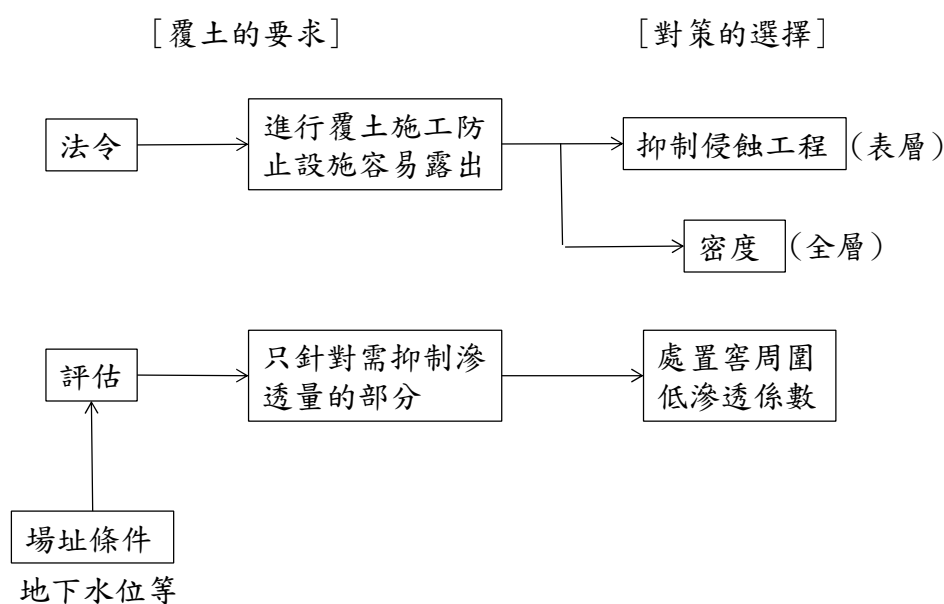 [覆土的要求] [對策的選擇]
法令
進行覆土施工防
止設施容易露出
抑制侵蝕工程 (表層)
密度 (全層)
評估
只針對需抑制滲
透量的部分
處置窖周圍
低滲透係數
場址條件
地下水位等